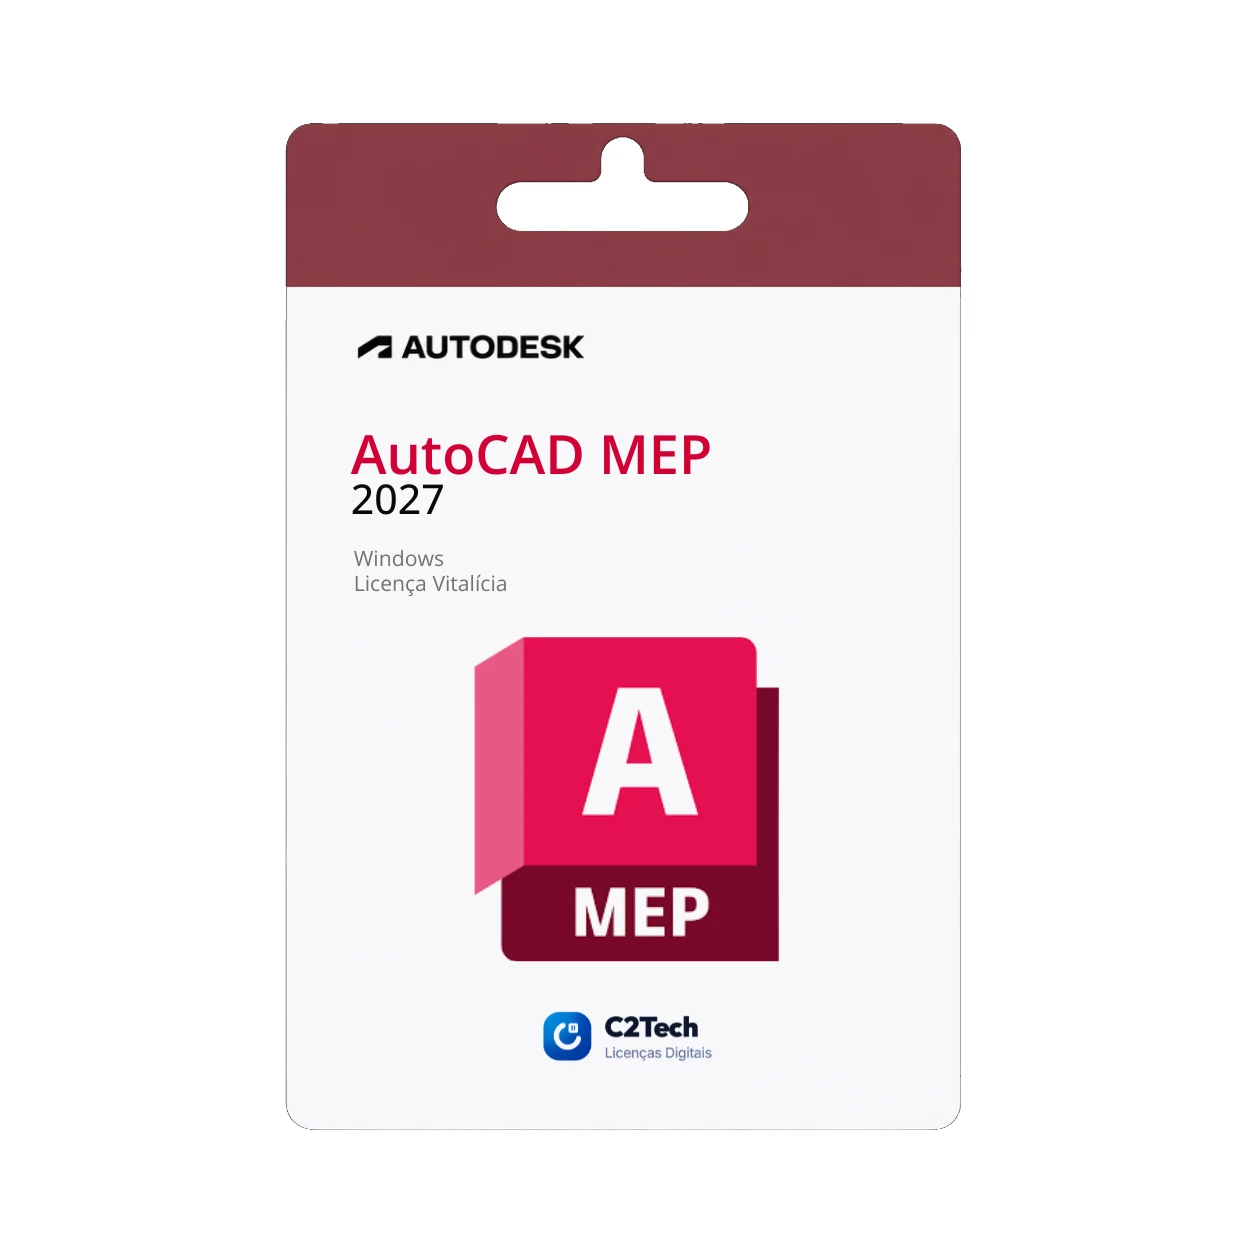 AUTODESK
AutoCAD MEP
2027
Windows
Licença Vitalícia
A
MEP
C2Tech
Licenças Digitais